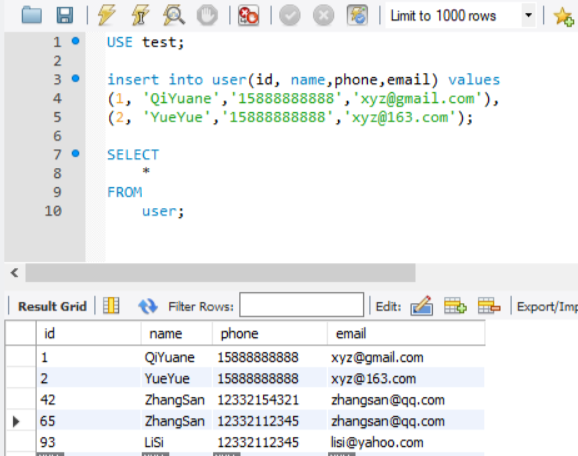 Limit to 1000 rows
1 USE test;
2
3 insert into user(id, name,phone,email) values
4 (1, 'QiYuane','15888888888','xyz@gmail.com'),
5 (2, 'YueYue','15888888888','xyz@163.com');
6
7 SELECT
8 *
9 FROM
10 user;
Result Grid Filter Rows: Edit: Export/Imp
id name phone email
1 QiYuane 15888888888 xyz@gmail.com
2 YueYue 15888888888 xyz@163.com
42 ZhangSan 12332154321 zhangsan@qq.com
65 ZhangSan 12332112345 zhangsan@qq.com
93 LiSi 12332112345 lisi@yahoo.com